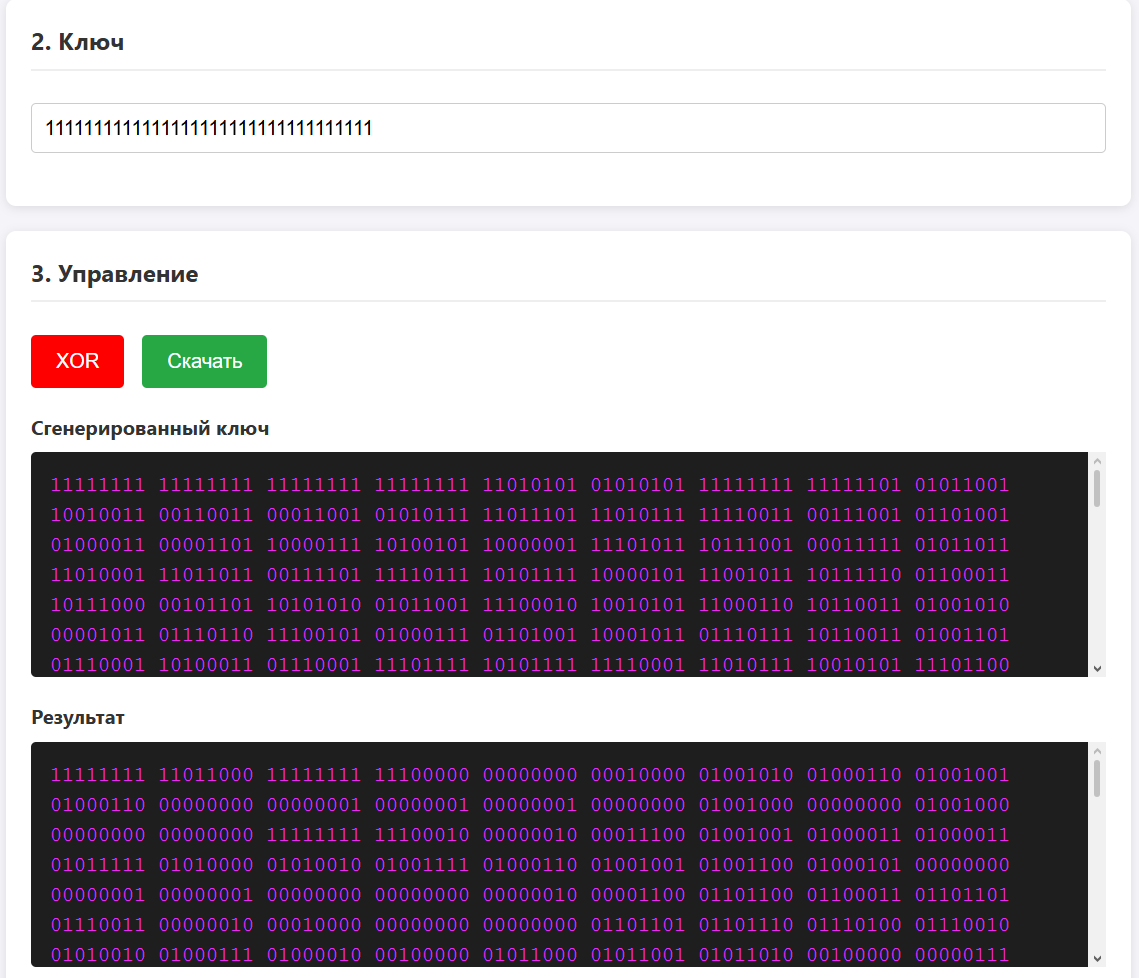 2. Ключ
1111111111111111111111111111111111
3. Управление
XOR Скачать
Сгенерированный ключ
11111111 11111111 11111111 11111111 11010101 01010101 11111111 11111101 01011001
10010011 00110011 00011001 01010111 11011101 11010111 11110011 00111001 01101001
01000011 00001101 10000111 10100101 10000001 11101011 10111001 00011111 01011011
11010001 11011011 00111101 11110111 10101111 10000101 11001011 10111110 01100011
10111000 00101101 10101010 01011001 11100010 10010101 11000110 10110011 01001010
00001011 01110110 11100101 01000111 01101001 10001011 01110111 10110011 01001101
01110001 10100011 01110001 11101111 10101111 11110001 11010111 10010101 11101100
Результат
11111111 11011000 11111111 11100000 00000000 00010000 01001010 01000110 01001001
01000110 00000000 00000001 00000001 00000001 00000000 01001000 00000000 01001000
00000000 00000000 11111111 11100010 00000010 00011100 01001001 01000011 01000011
01011111 01010000 01010010 01001111 01000110 01001001 01001100 01000101 00000000
00000001 00000001 00000000 00000000 00000010 00001100 01101100 01100011 01101101
01110011 00000010 00010000 00000000 00000000 01101101 01101110 01110100 01110010
01010010 01000111 01000010 00100000 01011000 01011001 01011010 00100000 00000111